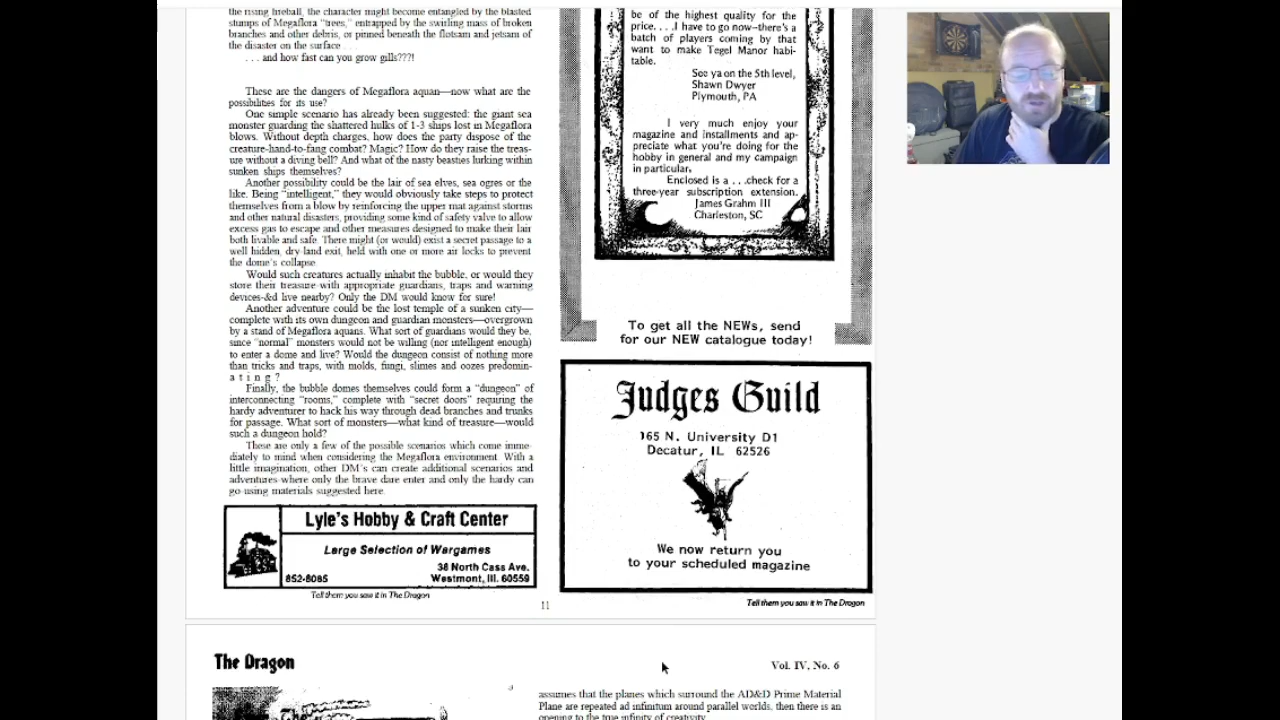 the rising fireball, the character might become entangled by the blasted
stumps of Megaflora "trees," entrapped by the swirling mass of broken
branches and other debris, or pinned beneath the flotsam and jetsam of
the disaster on the surface . . .
. . . and how fast can you grow gills???!
These are the dangers of Megaflora aquan—now what are the
possibilities for its use?
One simple scenario has already been suggested: the giant sea
monster guarding the shattered hulks of 1-3 ships lost in Megaflora
blows. Without depth charges, how does the party dispose of the
creature-hand-to-fang combat? Magic? How do they raise the treas-
ure without a diving bell? And what of the nasty beasties lurking within
sunken ships themselves?
Another possibility could be the lair of sea elves, sea ogres or the
like. Being "intelligent," they would obviously take steps to protect
themselves from a blow by reinforcing the upper mat against storms
and other natural disasters, providing some kind of safety valve to allow
excess gas to escape and other measures designed to make their lair
both livable and safe. There might (or would) exist a secret passage to a
well hidden, dry-land exit, held with one or more air locks to prevent
the dome's collapse.
Would such creatures actually inhabit the bubble, or would they
store their treasure with appropriate guardians, traps and warning
devices-&d live nearby? Only the DM would know for sure!
Another adventure could be the lost temple of a sunken city—
complete with its own dungeon and guardian monsters—overgrown
by a stand of Megaflora aquans. What sort of guardians would they be,
since "normal" monsters would not be willing (nor intelligent enough)
to enter a dome and live? Would the dungeon consist of nothing more
than tricks and traps, with molds, fungi, slimes and oozes predomin-
a t i n g ?
Finally, the bubble domes themselves could form a "dungeon" of
interconnecting "rooms," complete with "secret doors" requiring the
hardy adventurer to hack his way through dead branches and trunks
for passage. What sort of monsters—what kind of treasure—would
such a dungeon hold?
These are only a few of the possible scenarios which come imme-
diately to mind when considering the Megaflora environment. With a
little imagination, other DM's can create additional scenarios and
adventures where only the brave dare enter and only the hardy can
go-using materials suggested here.
Lyle's Hobby & Craft Center
Large Selection of Wargames
38 North Cass Ave.
852-8085 Westmont, Ill. 60559
Tell them you saw it in The Dragon
be of the highest quality for the
price. . . .I have to go now–there's a
batch of players coming by that
want to make Tegel Manor habi-
table.
See ya on the 5th level,
Shawn Dwyer
Plymouth, PA
I very much enjoy your
magazine and installments and ap-
preciate what you're doing for the
hobby in general and my campaign
in particular.
Enclosed is a . . .check for a
three-year subscription extension.
James Grahm III
Charleston, SC
To get all the NEWs, send
for our NEW catalogue today!
Judges Guild
165 N. University D1
Decatur, IL 62526
We now return you
to your scheduled magazine
Tell them you saw it in The Dragon
11
The Dragon
Vol. IV, No. 6
assumes that the planes which surround the AD&D Prime Material
Plane are repeated ad infinitum around parallel worlds, then there is an
opening to the true infinity of creativity.